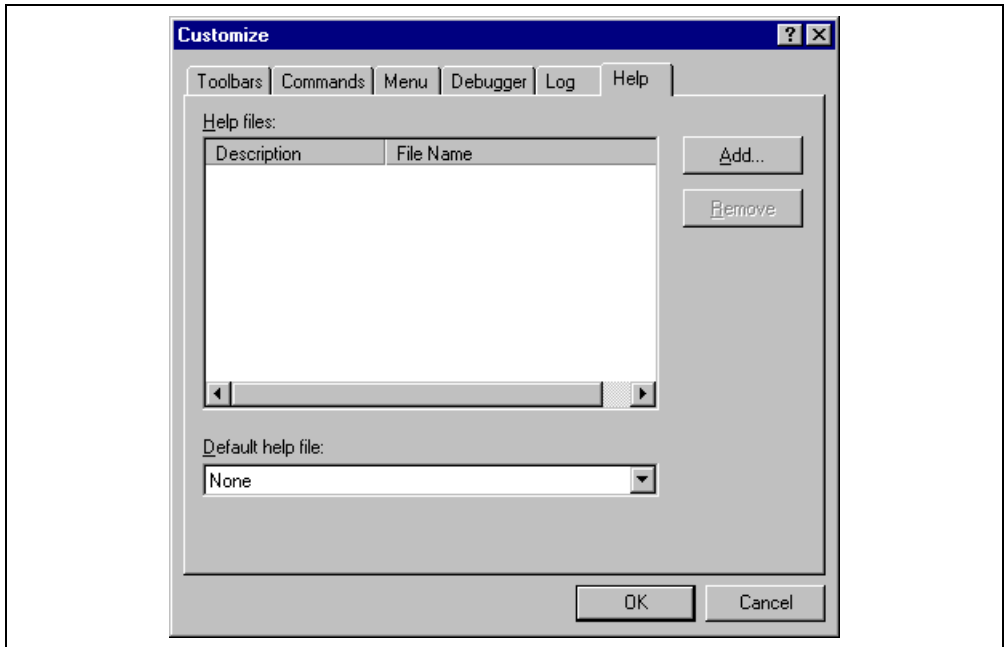 Customize
Toolbars Commands Menu Debugger Log Help
Help files:
Description File Name
Add...
Remove
Default help file:
None
OK Cancel